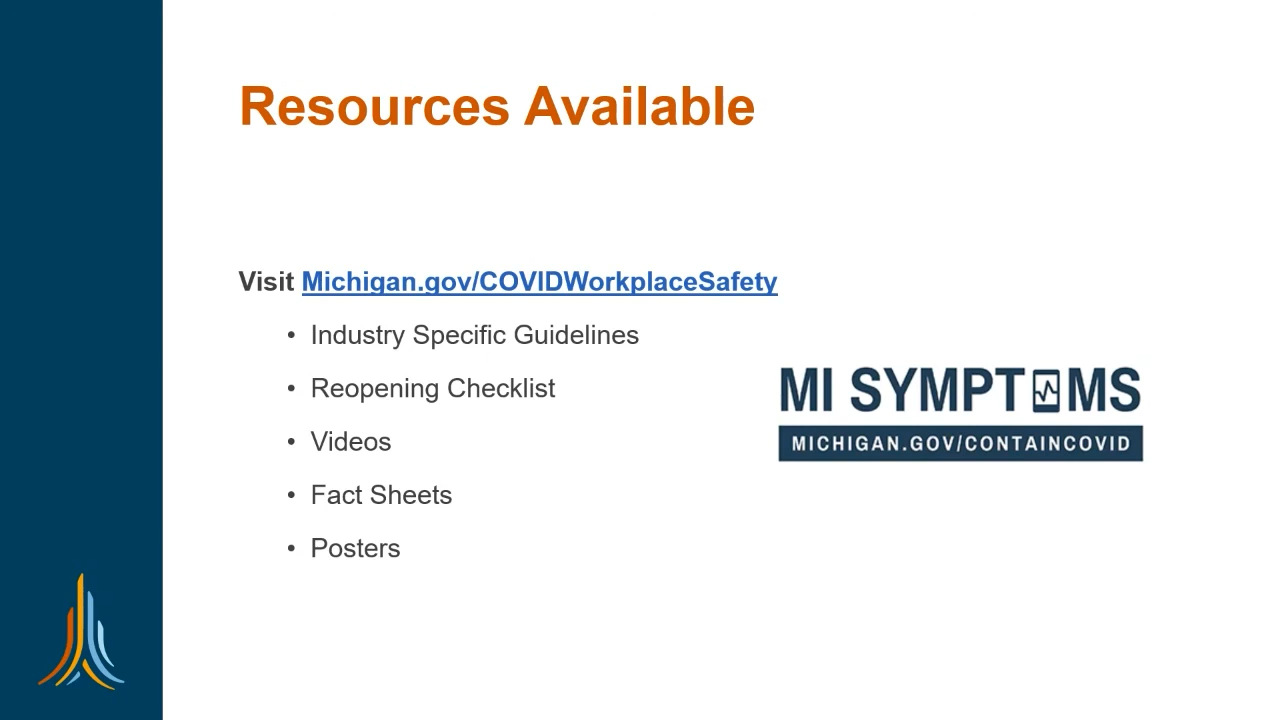 Resources Available
Visit Michigan.gov/COVIDWorkplaceSafety
• Industry Specific Guidelines
• Reopening Checklist
• Videos
• Fact Sheets
• Posters
MI SYMPTOMS
MICHIGAN.GOV/CONTAINCOVID